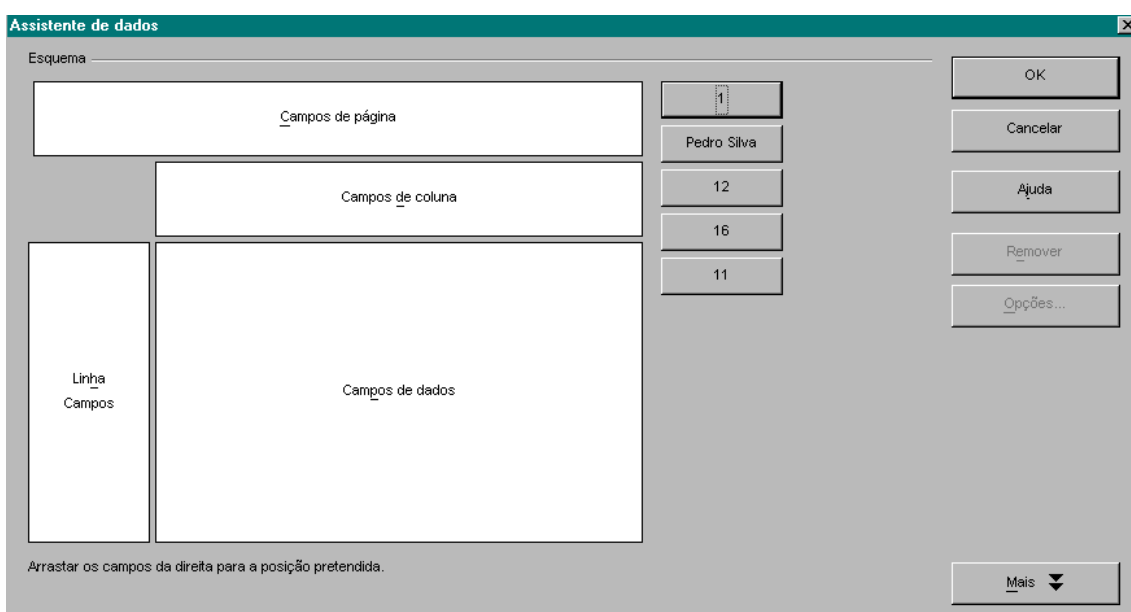 Assistente de dados
Esquema
Campos de página
Campos de coluna
Linha
Campos
Campos de dados
1
Pedro Silva
12
16
11
OK
Cancelar
Ajuda
Remover
Opções...
Arrastar os campos da direita para a posição pretendida.
Mais